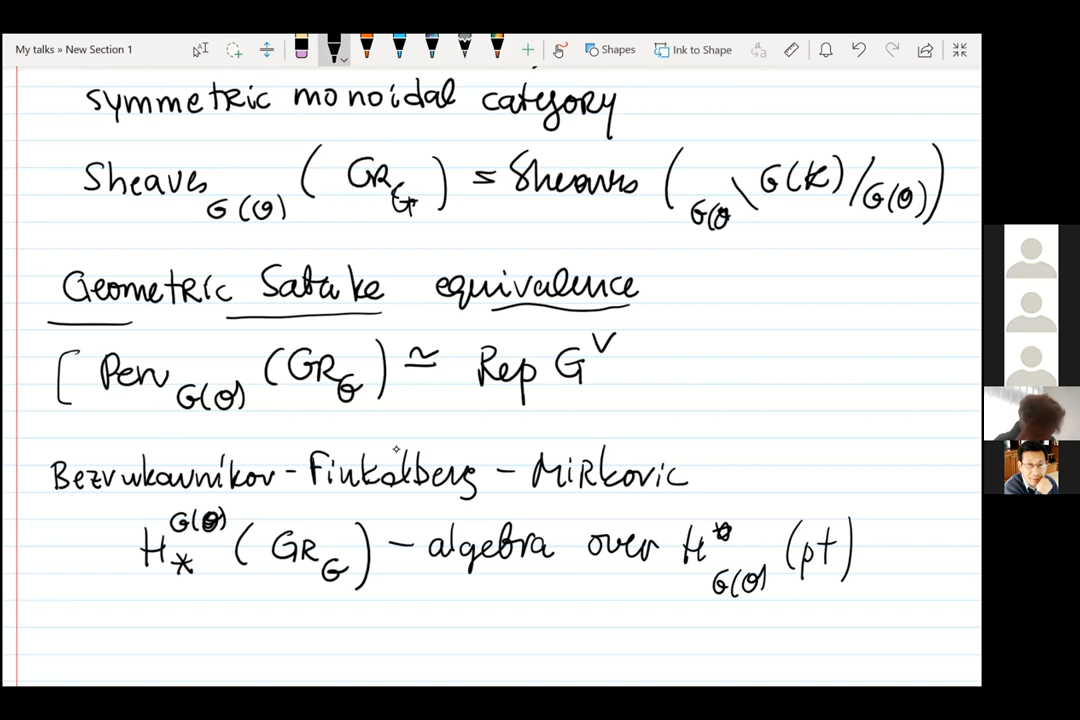 My talks » New Section 1
Shapes
Ink to Shape
symmetric monoidal category
Sheaves_{G(O)} (GR_G) = Sheaves (_{G(O} \ G(K)/_{G(O)})
Geometric Satake equivalence
[ Perv_{G(O)} (GR_G) ≃ Rep G^∨
Bezrukavnikov - Finkelberg - Mirkovic
H_*^{G(O)} (GR_G) - algebra over H^*_{G(O)} (pt)